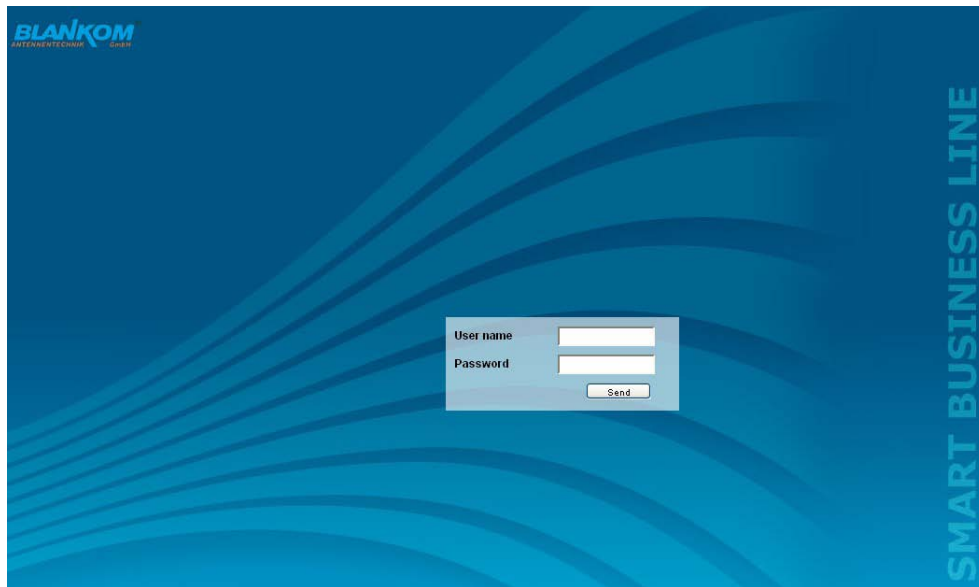 BLANKOM
ANTENNENTECHNIK GmbH
User name
Password
Send
SMART BUSINESS LINE